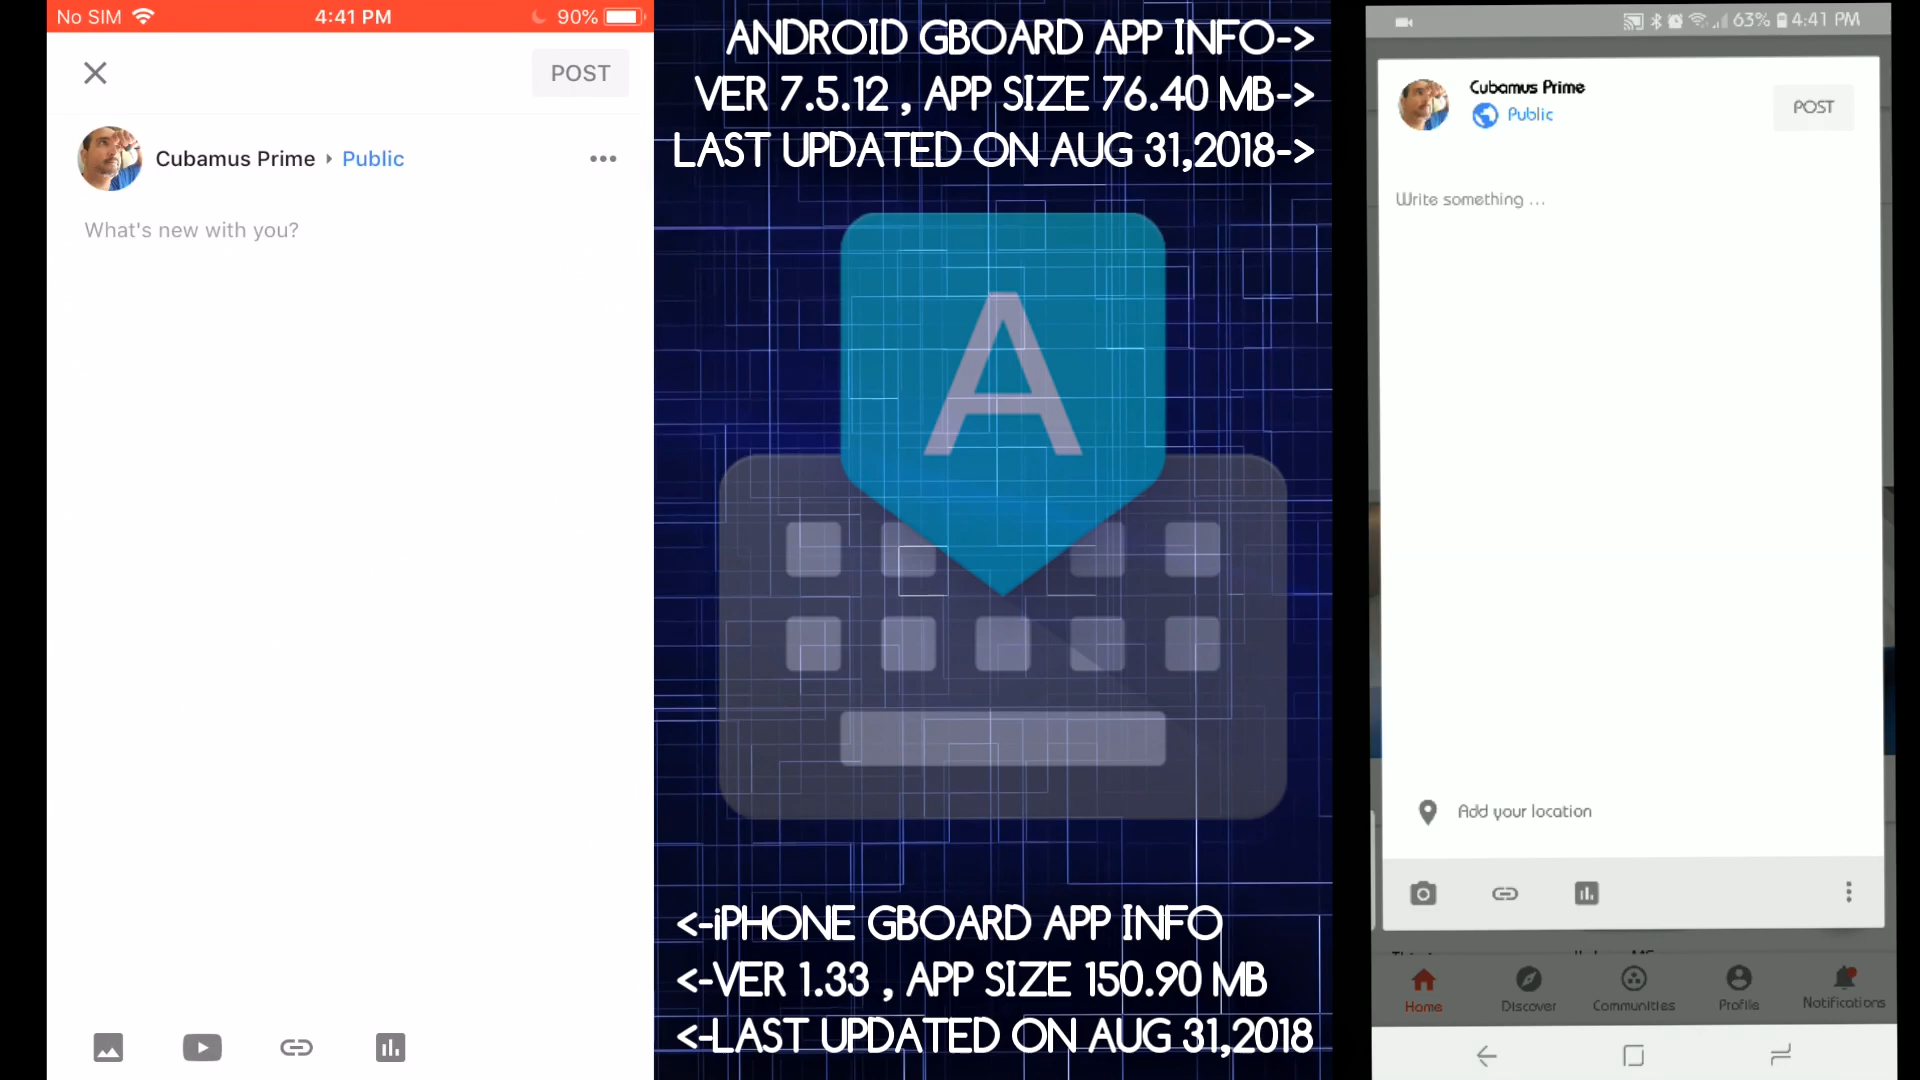 No SIM 4:41 PM 90%
POST
Cubamus Prime Public
What's new with you?
ANDROID GBOARD APP INFO->
VER 7.5.12 , APP SIZE 76.40 MB->
LAST UPDATED ON AUG 31,2018->
A
<-iPHONE GBOARD APP INFO
<-VER 1.33 , APP SIZE 150.90 MB
<-LAST UPDATED ON AUG 31,2018
63% 4:41 PM
Cubamus Prime
Public
POST
Write something ...
Add your location
Home Discover Communities Profile Notifications